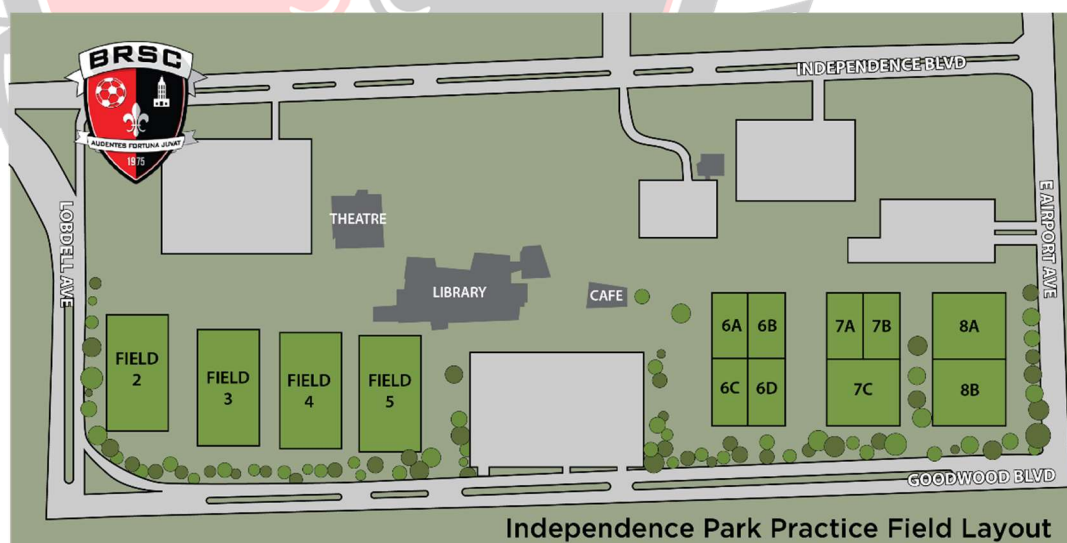 BRSC
AUDENTES FORTUNA JUVAT
1975
INDEPENDENCE BLVD
LOBDELL AVE
E AIRPORT AVE
THEATRE
LIBRARY
CAFE
FIELD
2
FIELD
3
FIELD
4
FIELD
5
6A 6B
6C 6D
7A 7B
7C
8A
8B
GOODWOOD BLVD
Independence Park Practice Field Layout